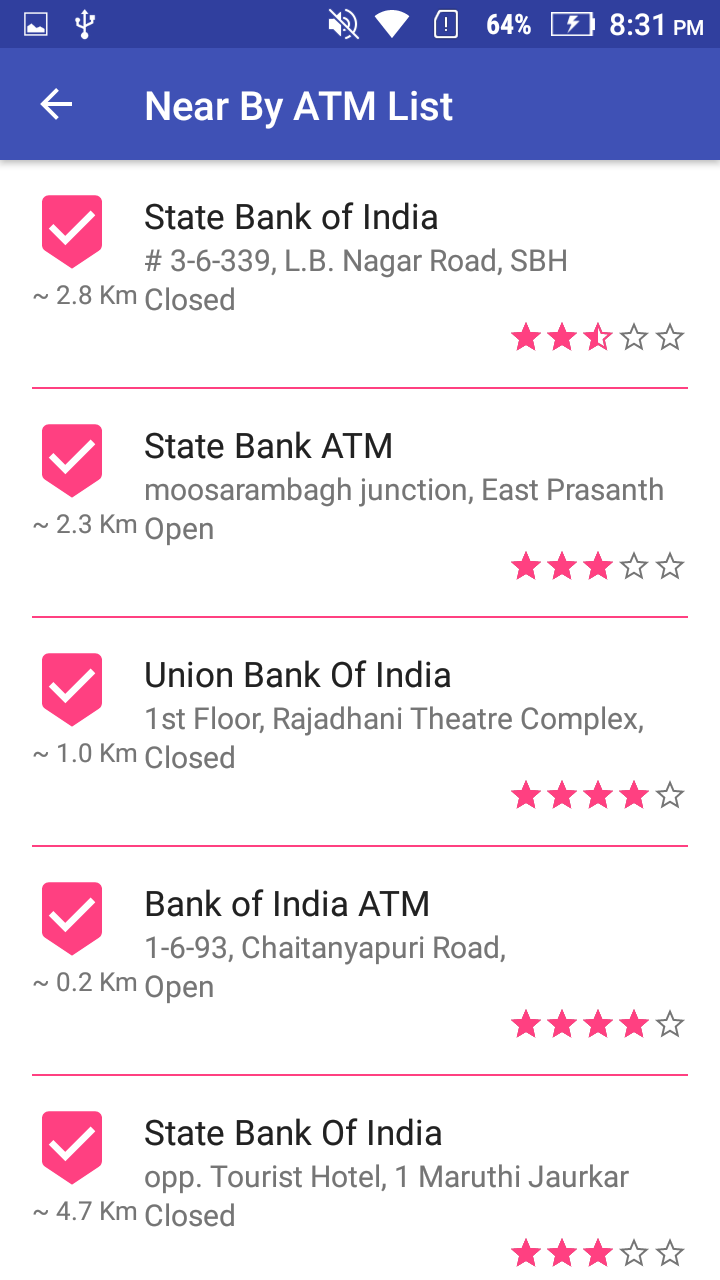 64% 8:31 PM
Near By ATM List
State Bank of India
# 3-6-339, L.B. Nagar Road, SBH
~ 2.8 Km Closed
State Bank ATM
moosarambagh junction, East Prasanth
~ 2.3 Km Open
Union Bank Of India
1st Floor, Rajadhani Theatre Complex,
~ 1.0 Km Closed
Bank of India ATM
1-6-93, Chaitanyapuri Road,
~ 0.2 Km Open
State Bank Of India
opp. Tourist Hotel, 1 Maruthi Jaurkar
~ 4.7 Km Closed